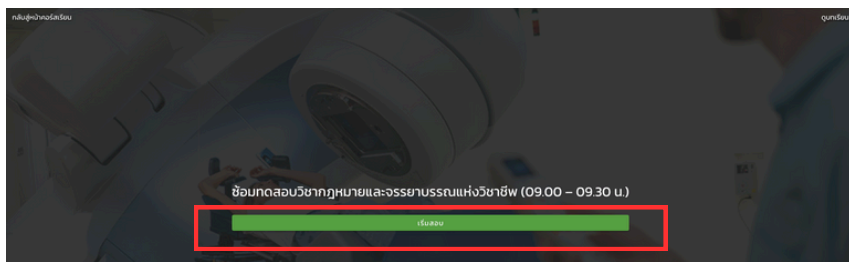 กลับสู่หน้าคอร์สเรียน
ดูบทเรียน
ซ้อมทดสอบวิชากฎหมายและจรรยาบรรณแห่งวิชาชีพ (09.00 – 09.30 น.)
เริ่มสอบ